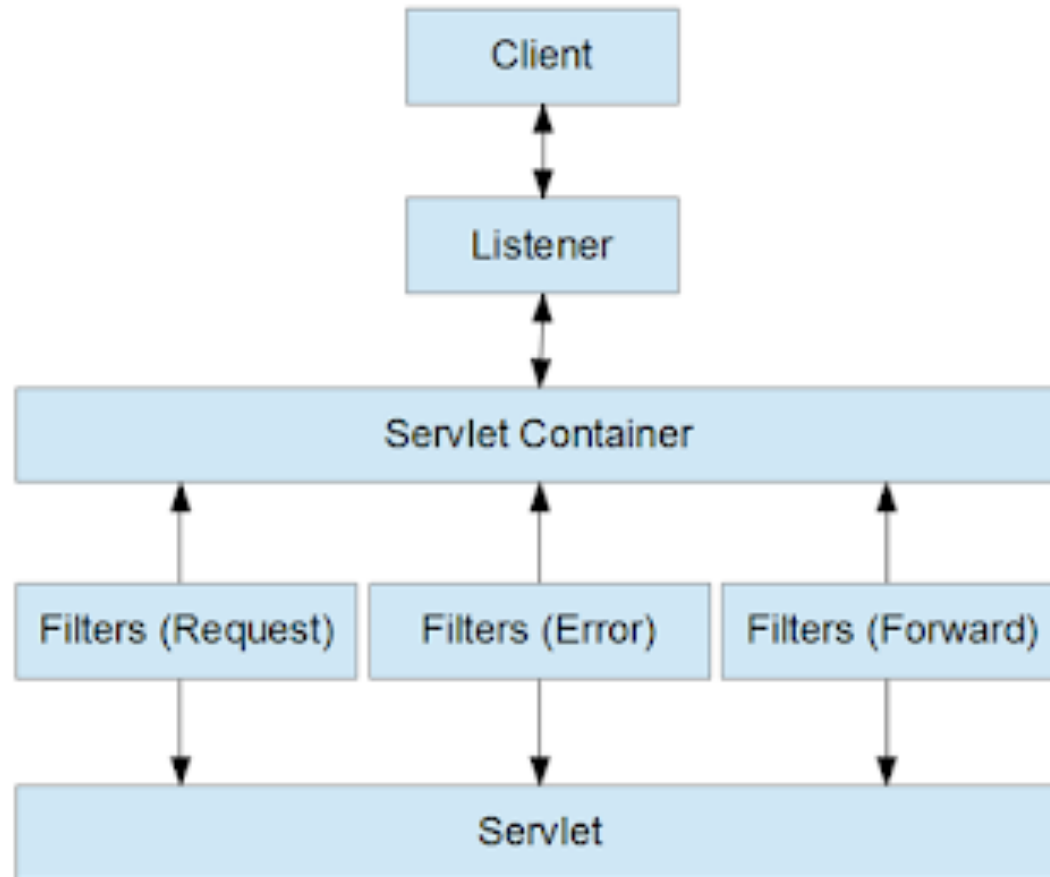 Client
Listener
Servlet Container
Filters (Request)
Filters (Error)
Filters (Forward)
Servlet